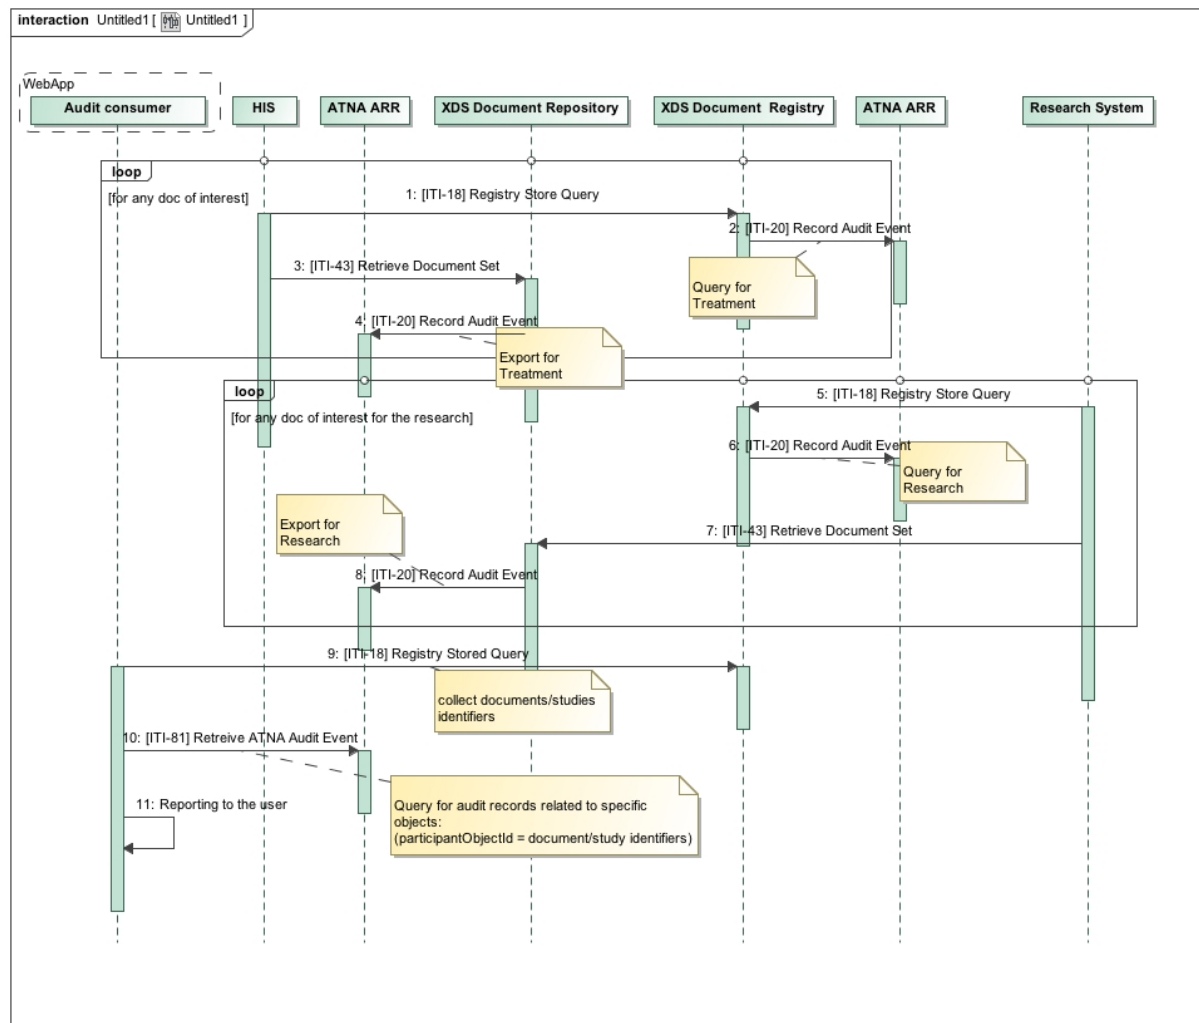 interaction Untitled1 [ Untitled1 ]
WebApp
Audit consumer
HIS
ATNA ARR
XDS Document Repository
XDS Document Registry
ATNA ARR
Research System
loop
[for any doc of interest]
1: [ITI-18] Registry Store Query
2: [ITI-20] Record Audit Event
3: [ITI-43] Retrieve Document Set
Query for
Treatment
4: [ITI-20] Record Audit Event
Export for
Treatment
loop
[for any doc of interest for the research]
5: [ITI-18] Registry Store Query
6: [ITI-20] Record Audit Event
Query for
Research
Export for
Research
7: [ITI-43] Retrieve Document Set
8: [ITI-20] Record Audit Event
9: [ITI-18] Registry Stored Query
collect documents/studies
identifiers
10: [ITI-81] Retreive ATNA Audit Event
11: Reporting to the user
Query for audit records related to specific
objects:
(participantObjectId = document/study identifiers)